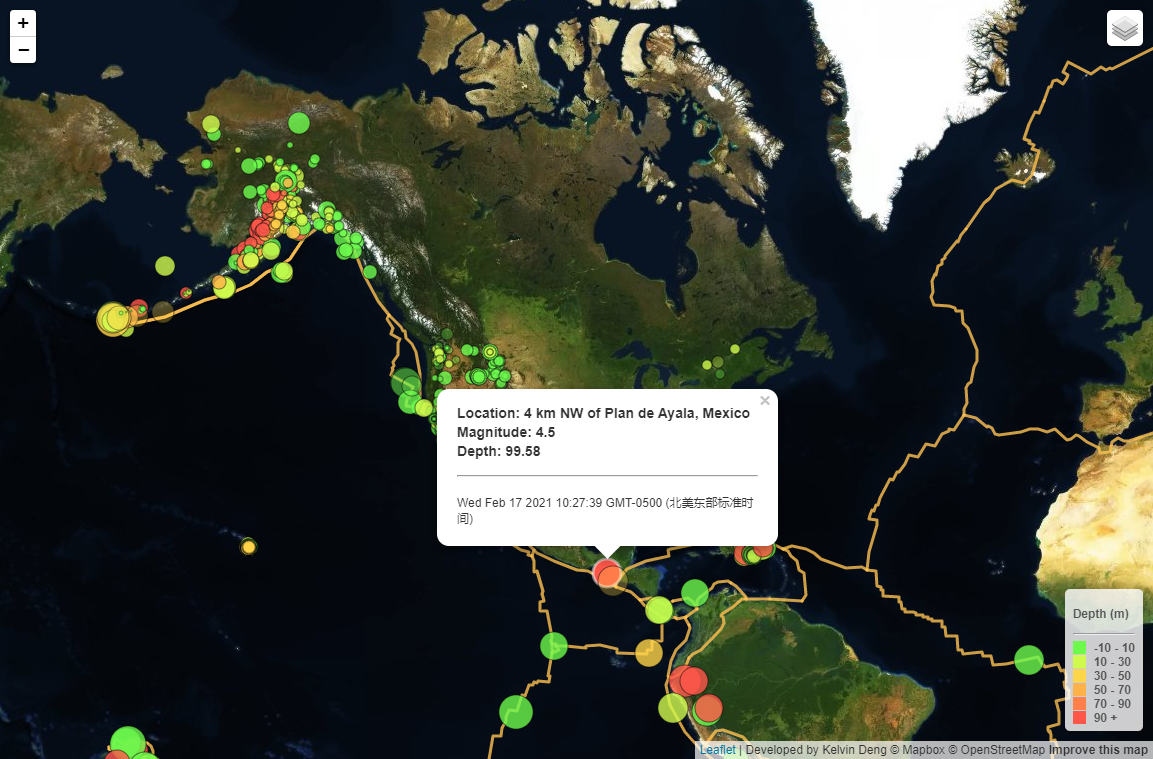 +
−
×
Location: 4 km NW of Plan de Ayala, Mexico
Magnitude: 4.5
Depth: 99.58
Wed Feb 17 2021 10:27:39 GMT-0500 (北美东部标准时
间)
Depth (m)
-10 - 10
10 - 30
30 - 50
50 - 70
70 - 90
90 +
Leaflet | Developed by Kelvin Deng © Mapbox © OpenStreetMap Improve this map